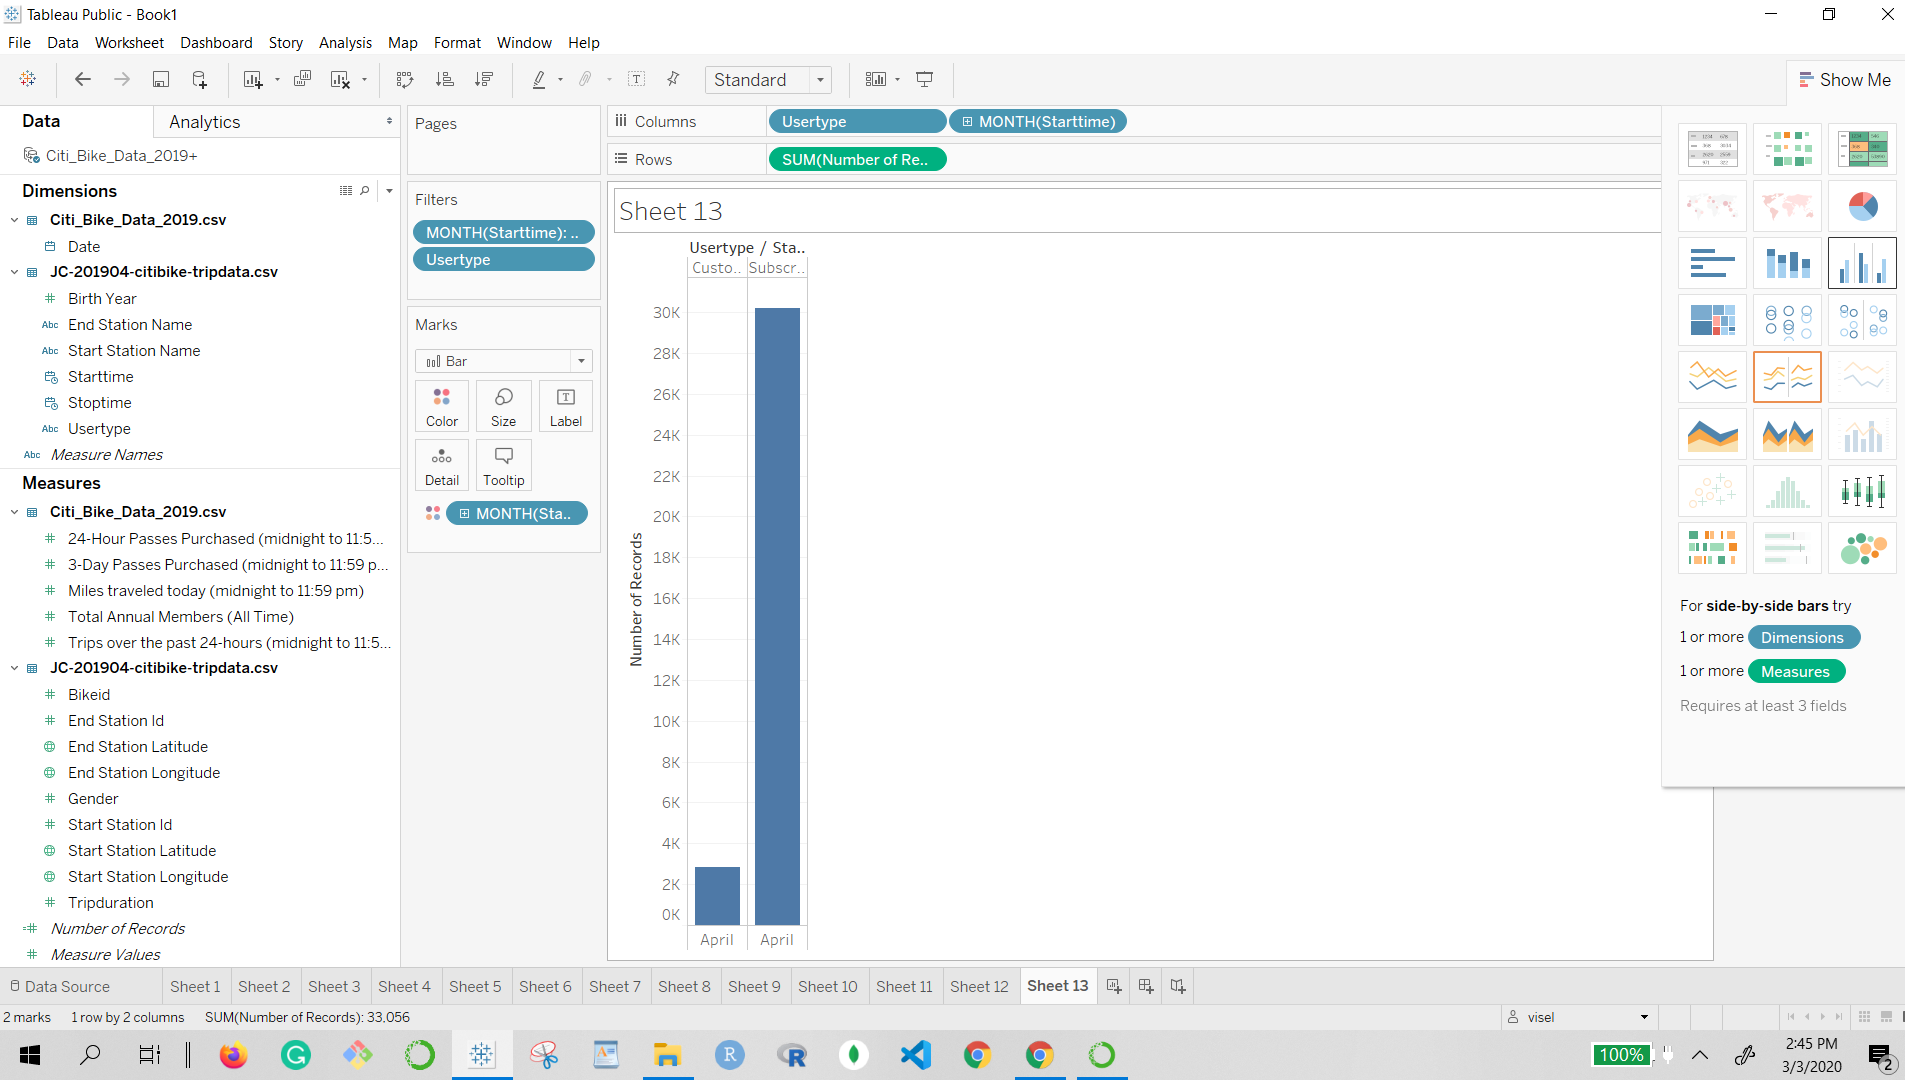 Tableau Public - Book1
File Data Worksheet Dashboard Story Analysis Map Format Window Help
Standard
Show Me
Data
Analytics
Citi_Bike_Data_2019+
Dimensions
Citi_Bike_Data_2019.csv
Date
JC-201904-citibike-tripdata.csv
Birth Year
Abc End Station Name
Abc Start Station Name
Starttime
Stoptime
Abc Usertype
Abc Measure Names
Measures
Citi_Bike_Data_2019.csv
24-Hour Passes Purchased (midnight to 11:5...
3-Day Passes Purchased (midnight to 11:59 p...
Miles traveled today (midnight to 11:59 pm)
Total Annual Members (All Time)
Trips over the past 24-hours (midnight to 11:5...
JC-201904-citibike-tripdata.csv
Bikeid
End Station Id
End Station Latitude
End Station Longitude
Gender
Start Station Id
Start Station Latitude
Start Station Longitude
Tripduration
Number of Records
Measure Values
Pages
Filters
MONTH(Starttime): ..
Usertype
Marks
Bar
Color
Size
Label
Detail
Tooltip
MONTH(Sta..
Columns
Usertype
MONTH(Starttime)
Rows
SUM(Number of Re..
Sheet 13
Usertype / Sta..
Custo..
Subscr..
30K
28K
26K
24K
22K
20K
18K
16K
14K
12K
10K
8K
6K
4K
2K
0K
Number of Records
April
April
For side-by-side bars try
1 or more Dimensions
1 or more Measures
Requires at least 3 fields
Data Source
Sheet 1
Sheet 2
Sheet 3
Sheet 4
Sheet 5
Sheet 6
Sheet 7
Sheet 8
Sheet 9
Sheet 10
Sheet 11
Sheet 12
Sheet 13
2 marks
1 row by 2 columns
SUM(Number of Records): 33,056
visel
100%
2:45 PM
3/3/2020
2